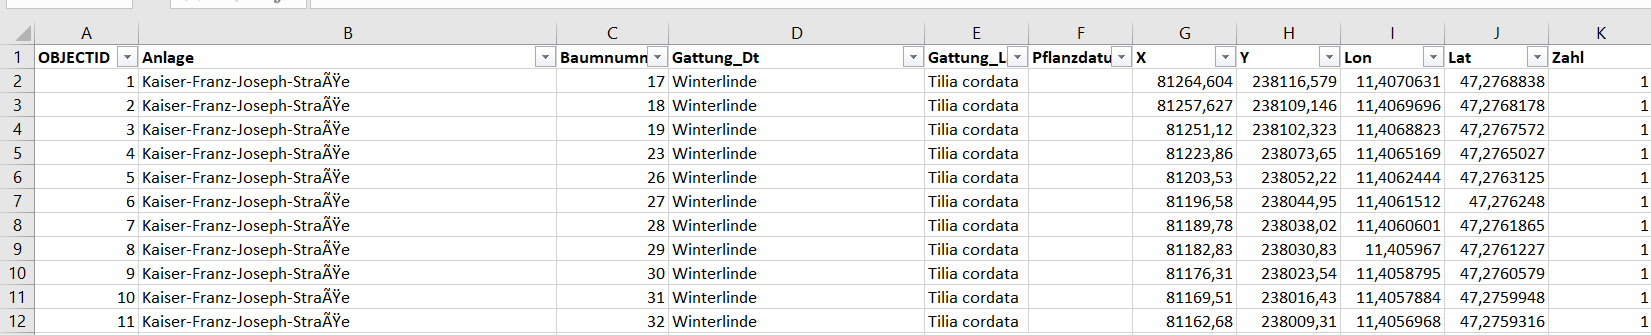 A B C D E F G H I J K
1 OBJECTID Anlage Baumnumn Gattung_Dt Gattung_L Pflanzdatu X Y Lon Lat Zahl
2 1 Kaiser-Franz-Joseph-StraÃŸe 17 Winterlinde Tilia cordata 81264,604 238116,579 11,4070631 47,2768838 1
3 2 Kaiser-Franz-Joseph-StraÃŸe 18 Winterlinde Tilia cordata 81257,627 238109,146 11,4069696 47,2768178 1
4 3 Kaiser-Franz-Joseph-StraÃŸe 19 Winterlinde Tilia cordata 81251,12 238102,323 11,4068823 47,2767572 1
5 4 Kaiser-Franz-Joseph-StraÃŸe 23 Winterlinde Tilia cordata 81223,86 238073,65 11,4065169 47,2765027 1
6 5 Kaiser-Franz-Joseph-StraÃŸe 26 Winterlinde Tilia cordata 81203,53 238052,22 11,4062444 47,2763125 1
7 6 Kaiser-Franz-Joseph-StraÃŸe 27 Winterlinde Tilia cordata 81196,58 238044,95 11,4061512 47,276248 1
8 7 Kaiser-Franz-Joseph-StraÃŸe 28 Winterlinde Tilia cordata 81189,78 238038,02 11,4060601 47,2761865 1
9 8 Kaiser-Franz-Joseph-StraÃŸe 29 Winterlinde Tilia cordata 81182,83 238030,83 11,405967 47,2761227 1
10 9 Kaiser-Franz-Joseph-StraÃŸe 30 Winterlinde Tilia cordata 81176,31 238023,54 11,4058795 47,2760579 1
11 10 Kaiser-Franz-Joseph-StraÃŸe 31 Winterlinde Tilia cordata 81169,51 238016,43 11,4057884 47,2759948 1
12 11 Kaiser-Franz-Joseph-StraÃŸe 32 Winterlinde Tilia cordata 81162,68 238009,31 11,4056968 47,2759316 1